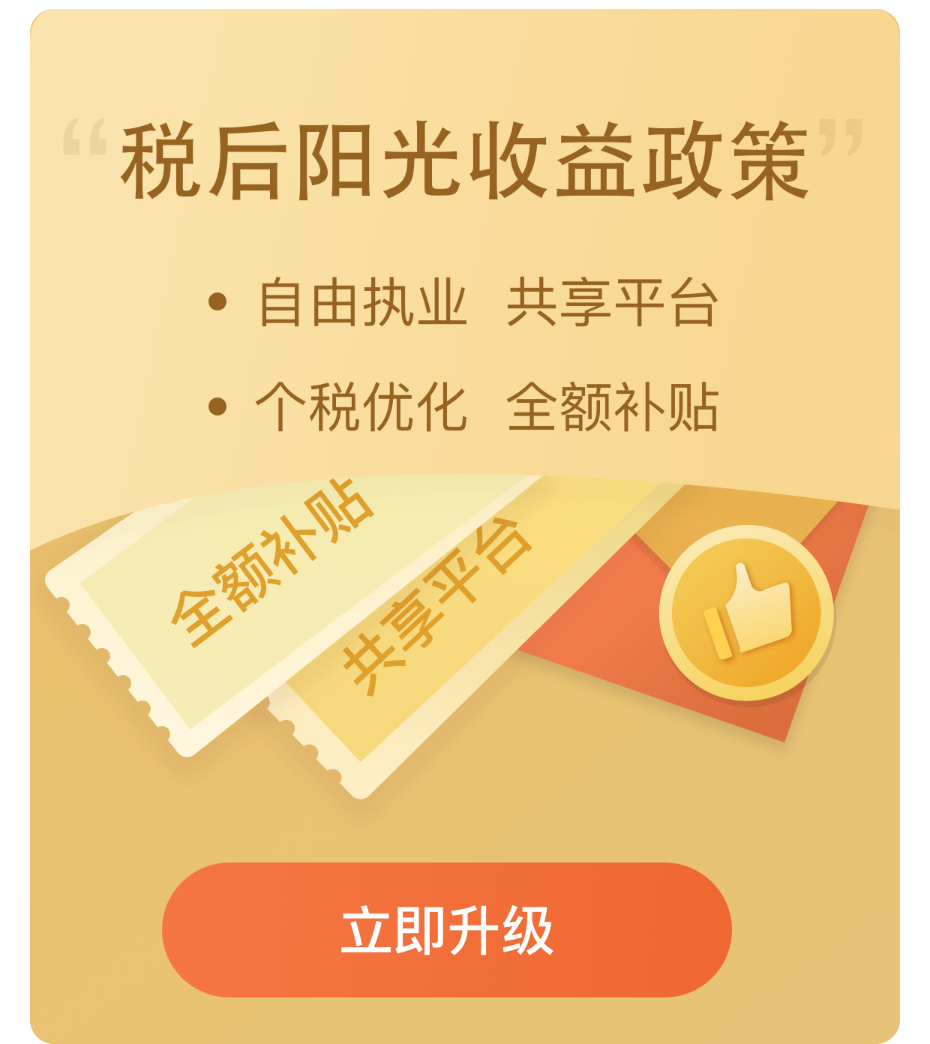 “税后阳光收益政策”
• 自由执业 共享平台
• 个税优化 全额补贴
全额补贴
共享平台
立即升级